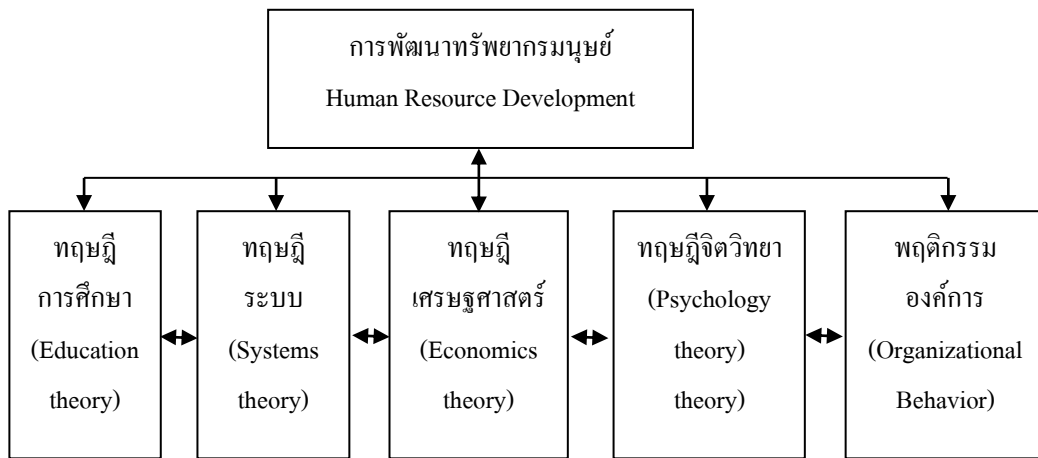 การพัฒนาทรัพยากรมนุษย์
Human Resource Development
ทฤษฎี
การศึกษา
(Education
theory)
ทฤษฎี
ระบบ
(Systems
theory)
ทฤษฎี
เศรษฐศาสตร์
(Economics
theory)
ทฤษฎีจิตวิทยา
(Psychology
theory)
theory)
พฤติกรรม
องค์การ
(Organizational
Behavior)